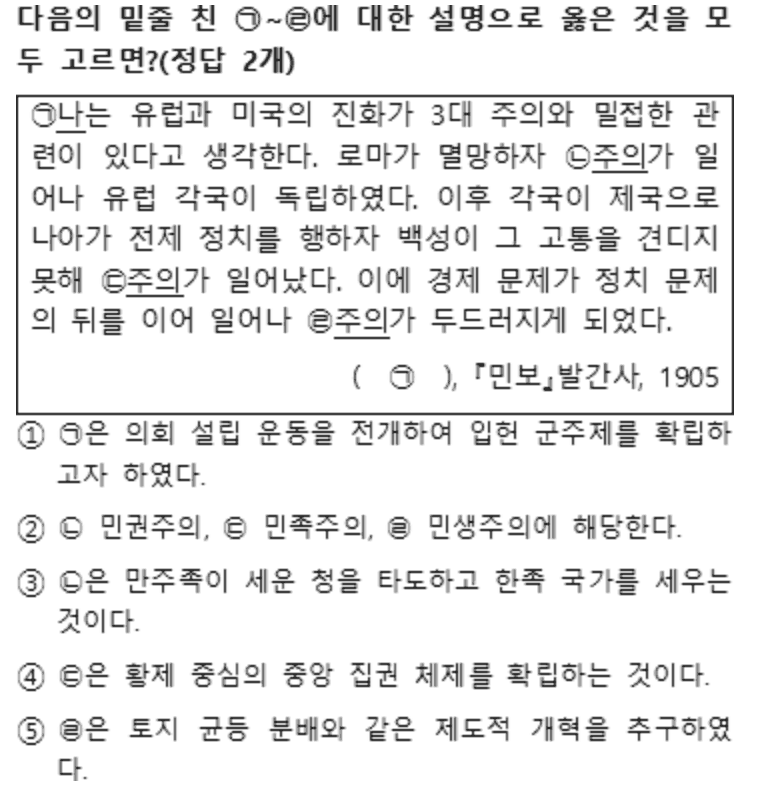 다음의 밑줄 친 ㉠~㉣에 대한 설명으로 옳은 것을 모
두 고르면?(정답 2개)
㉠나는 유럽과 미국의 진화가 3대 주의와 밀접한 관
련이 있다고 생각한다. 로마가 멸망하자 ㉡주의가 일
어나 유럽 각국이 독립하였다. 이후 각국이 제국으로
나아가 전제 정치를 행하자 백성이 그 고통을 견디지
못해 ㉢주의가 일어났다. 이에 경제 문제가 정치 문제
의 뒤를 이어 일어나 ㉣주의가 두드러지게 되었다.
( ㉠ ), 『민보』발간사, 1905
① ㉠은 의회 설립 운동을 전개하여 입헌 군주제를 확립하
고자 하였다.
② ㉡ 민권주의, ㉢ 민족주의, ㉣ 민생주의에 해당한다.
③ ㉡은 만주족이 세운 청을 타도하고 한족 국가를 세우는
것이다.
④ ㉢은 황제 중심의 중앙 집권 체제를 확립하는 것이다.
⑤ ㉣은 토지 균등 분배와 같은 제도적 개혁을 추구하였
다.